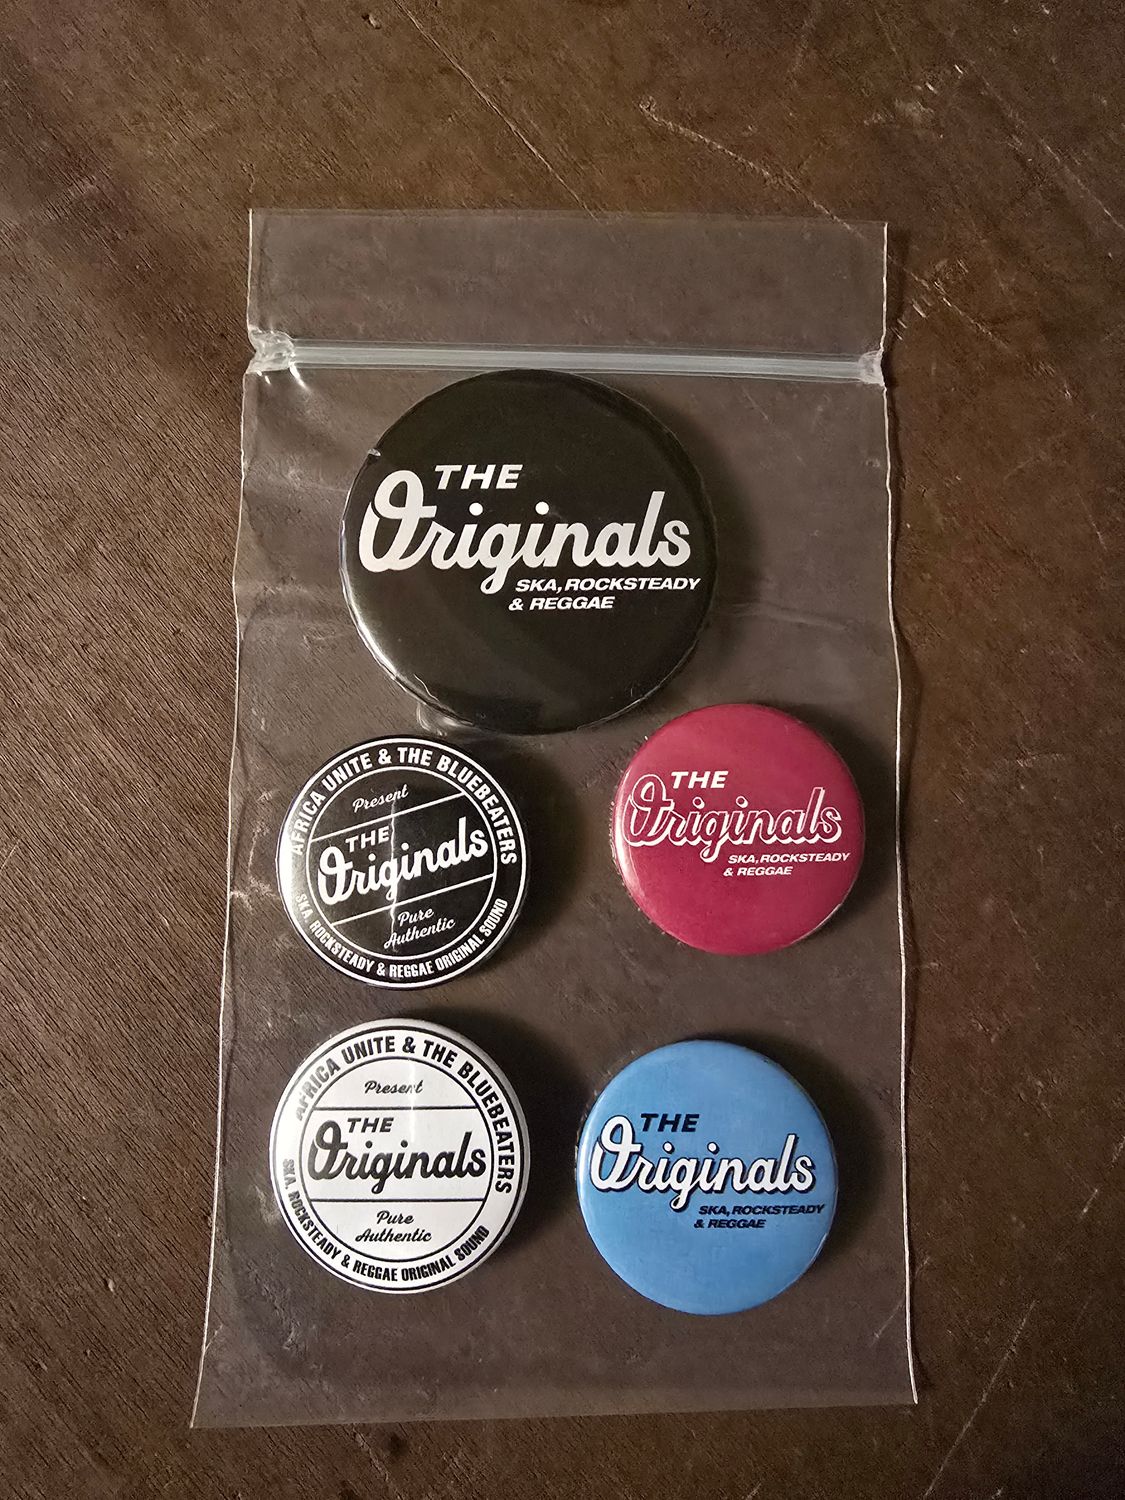 THE
Originals
SKA, ROCKSTEADY
& REGGAE
AFRICA UNITE & THE BLUEBEATERS
Present
THE
Originals
Pure
Authentic
SKA, ROCKSTEADY & REGGAE ORIGINAL SOUND
THE
Originals
SKA, ROCKSTEADY
& REGGAE
AFRICA UNITE & THE BLUEBEATERS
Present
THE
Originals
Pure
Authentic
SKA, ROCKSTEADY & REGGAE ORIGINAL SOUND
THE
Originals
SKA, ROCKSTEADY
& REGGAE